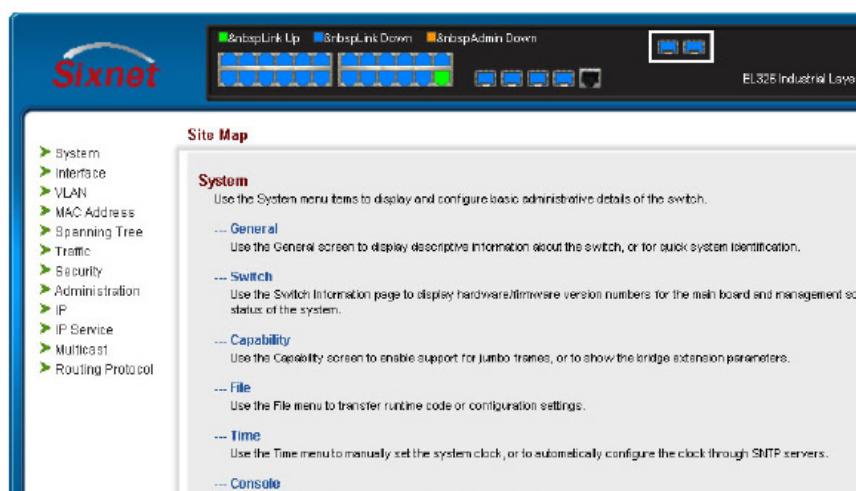 &nbspLink Up &nbspLink Down &nbspAdmin Down
Sixnet
EL326 Industrial Laye
Site Map
System
Interface
VLAN
MAC Address
Spanning Tree
Traffic
Security
Administration
IP
IP Service
Multicast
Routing Protocol
System
Use the System menu items to display and configure basic administrative details of the switch.
--- General
Use the General screen to display descriptive information about the switch, or for quick system identification.
--- Switch
Use the Switch Information page to display hardware/firmware version numbers for the main board and management so
status of the system.
--- Capability
Use the Capability screen to enable support for jumbo frames, or to show the bridge extension parameters.
--- File
Use the File menu to transfer runtime code or configuration settings.
--- Time
Use the Time menu to manually set the system clock, or to automatically configure the clock through SNTP servers.
--- Console